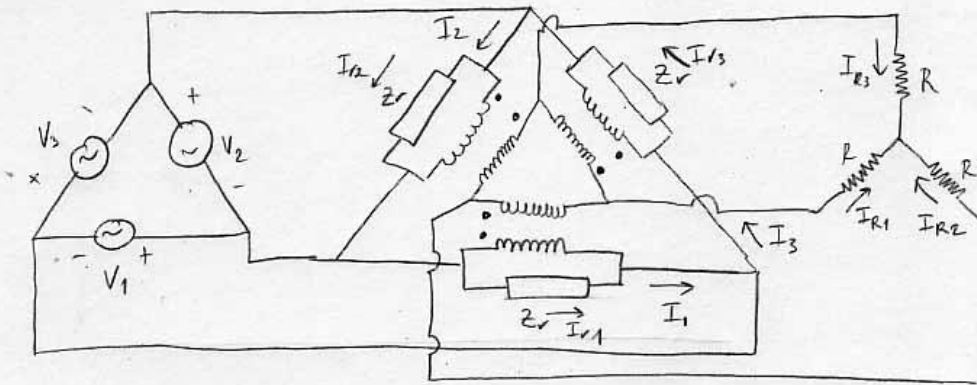 V3
-
x
+
V2
-
-
+
V1
Ir2
I2
Zr
Ir3
Zr
I3
Zr
Ir1
I1
IR3
R
R
R
IR1
IR2